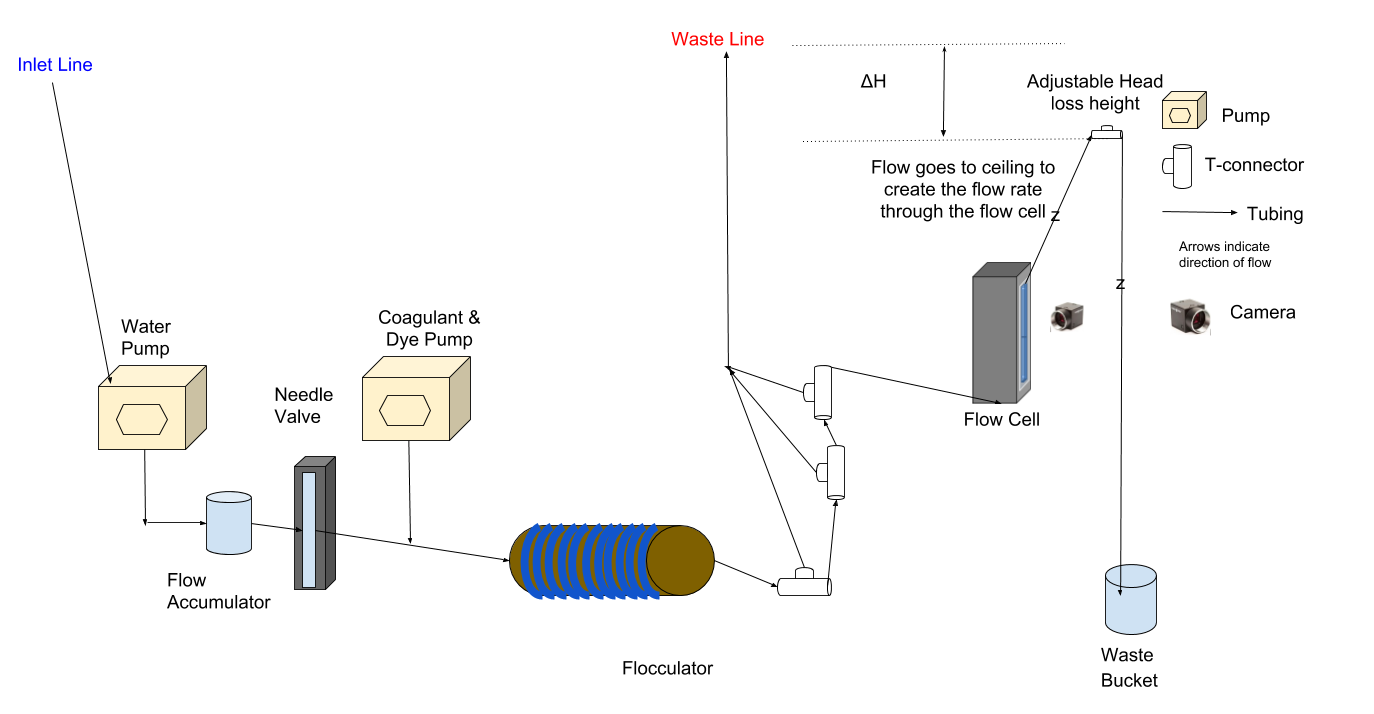 Waste Line
Inlet Line
ΔH
Adjustable Head
loss height
Pump
T-connector
Flow goes to ceiling to
create the flow rate
through the flow cell
z
Tubing
Arrows indicate
direction of flow
z
Camera
Water
Pump
Coagulant &
Dye Pump
Needle
Valve
Flow Cell
Flow
Accumulator
Flocculator
Waste
Bucket